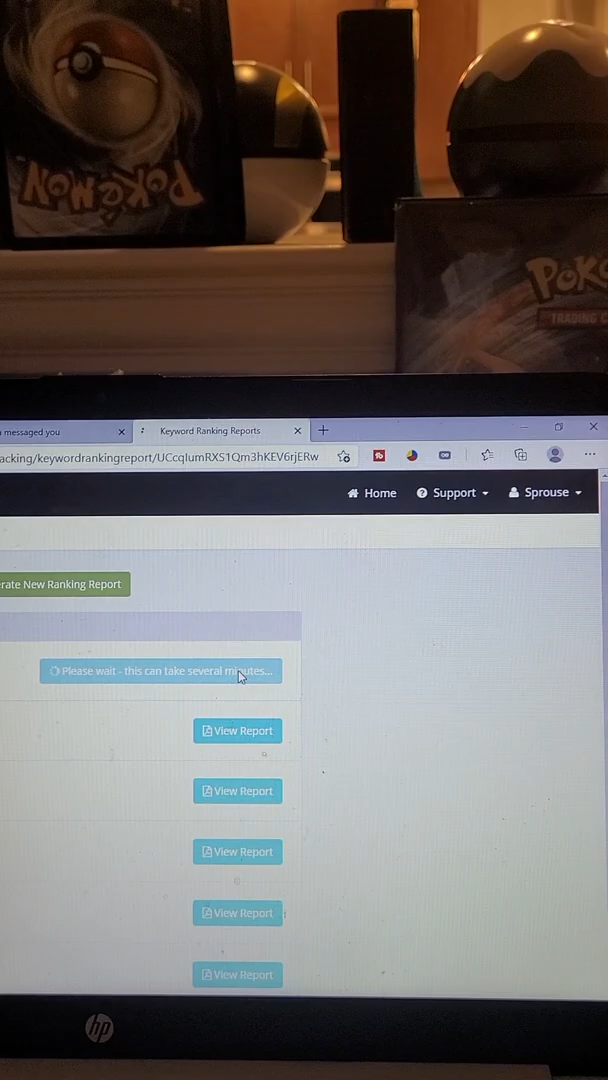 POKéMON
POKé
TRADING C
a messaged you
Keyword Ranking Reports
acking/keywordrankingreport/UCcqlumRXS1Qm3hKEV6rjERw
Home Support Sprouse
rate New Ranking Report
Please wait - this can take several minutes...
View Report
View Report
View Report
View Report
View Report
hp